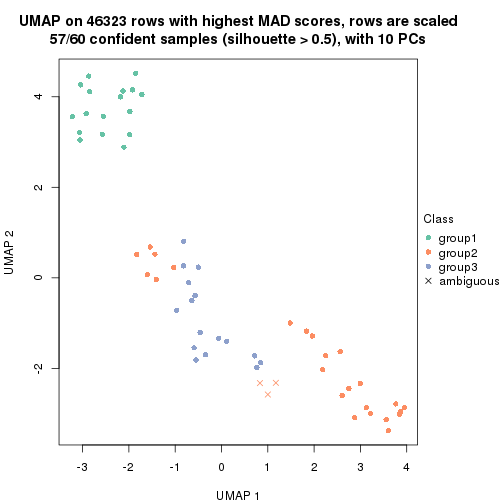 UMAP on 46323 rows with highest MAD scores, rows are scaled
57/60 confident samples (silhouette > 0.5), with 10 PCs
4
2
0
-2
UMAP 2
Class
group1
group2
group3
ambiguous
-3 -2 -1 0 1 2 3 4
UMAP 1